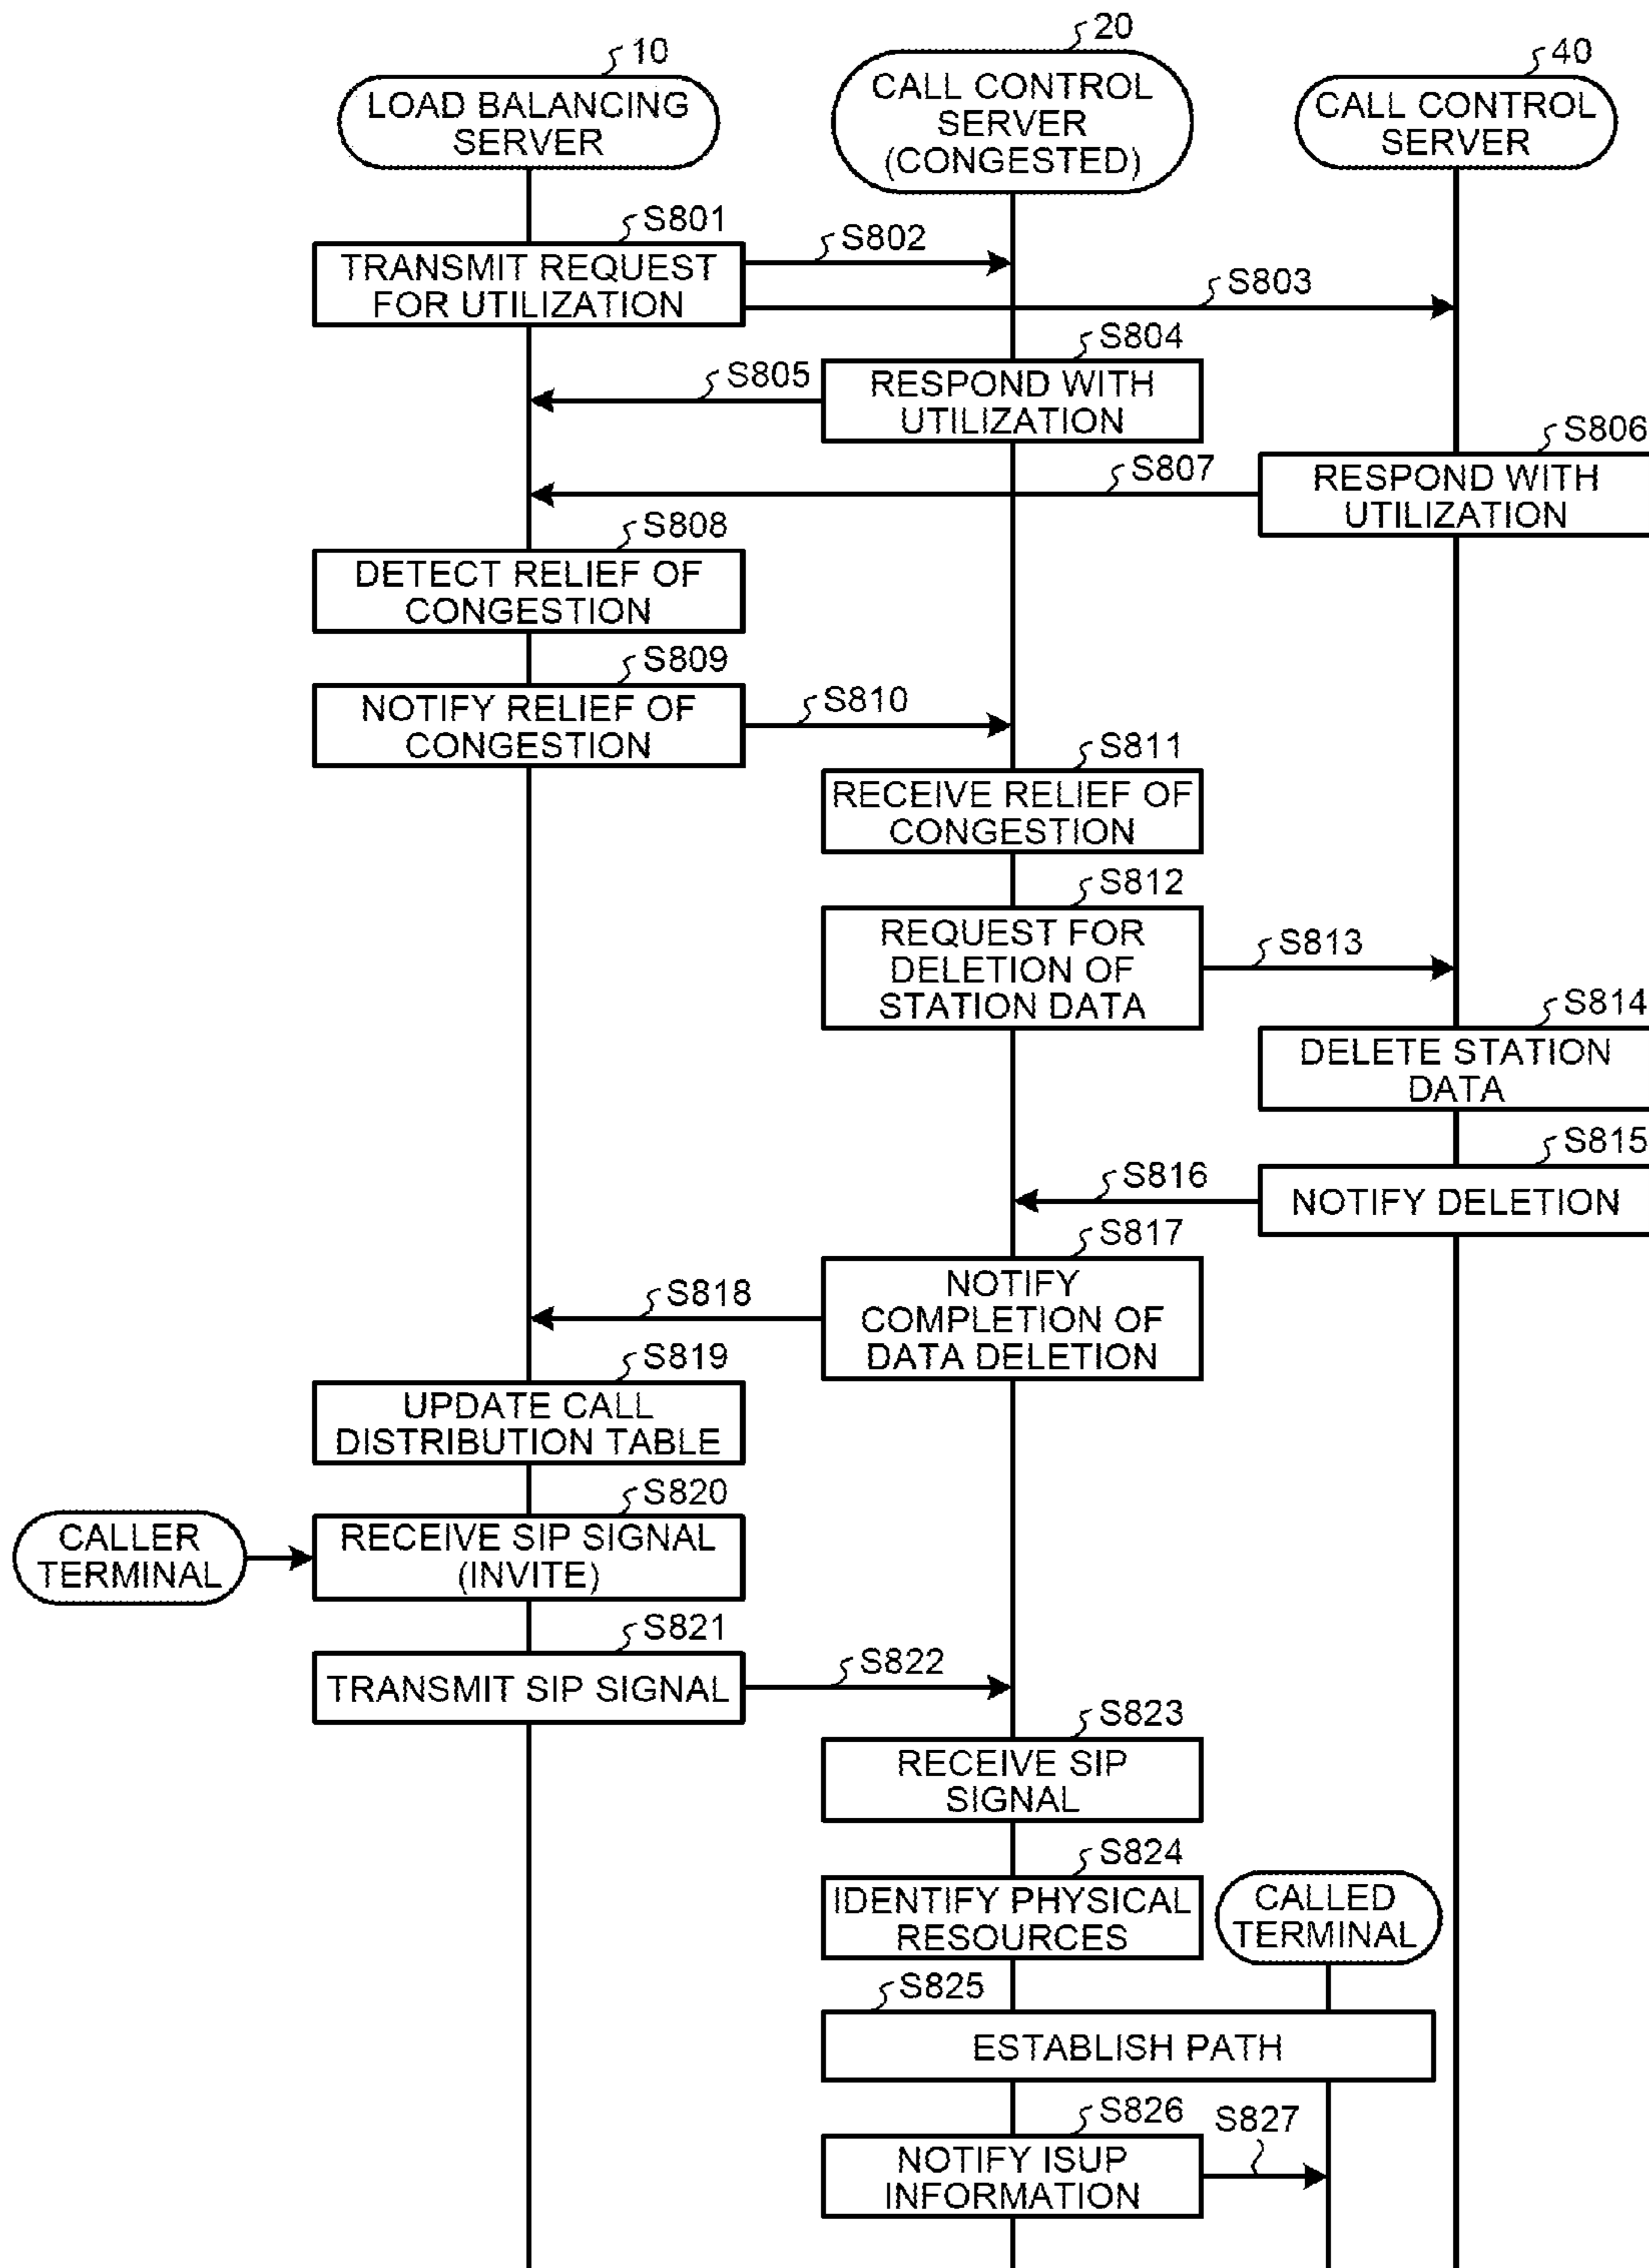 10
LOAD BALANCING
SERVER
20
CALL CONTROL
SERVER
(CONGESTED)
40
CALL CONTROL
SERVER
S801
TRANSMIT REQUEST
FOR UTILIZATION
S802
S803
S804
RESPOND WITH
UTILIZATION
S805
S806
RESPOND WITH
UTILIZATION
S807
S808
DETECT RELIEF OF
CONGESTION
S809
NOTIFY RELIEF OF
CONGESTION
S810
S811
RECEIVE RELIEF OF
CONGESTION
S812
REQUEST FOR
DELETION OF
STATION DATA
S813
S814
DELETE STATION
DATA
S815
NOTIFY DELETION
S816
S817
NOTIFY
COMPLETION OF
DATA DELETION
S818
S819
UPDATE CALL
DISTRIBUTION TABLE
CALLER
TERMINAL
S820
RECEIVE SIP SIGNAL
(INVITE)
S821
TRANSMIT SIP SIGNAL
S822
S823
RECEIVE SIP
SIGNAL
S824
IDENTIFY PHYSICAL
RESOURCES
CALLED
TERMINAL
S825
ESTABLISH PATH
S826
NOTIFY ISUP
INFORMATION
S827